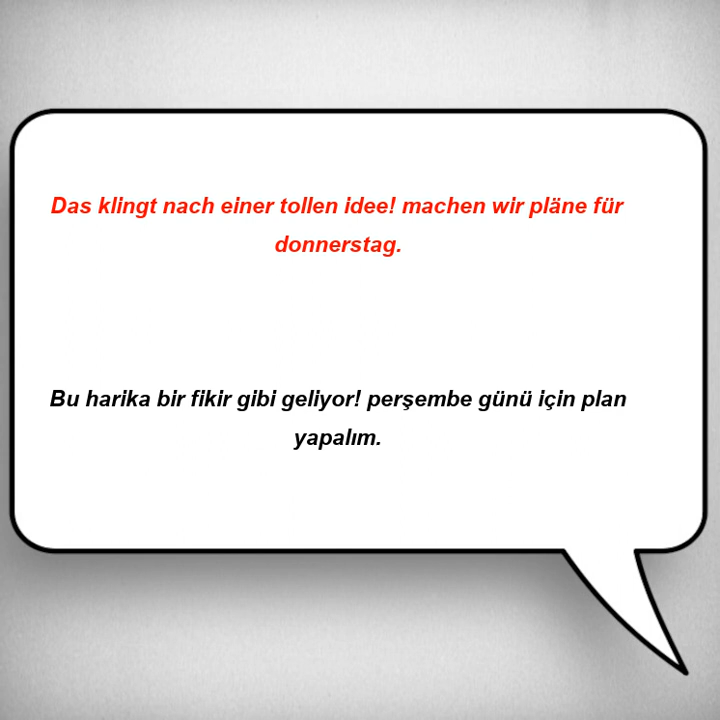 Das klingt nach einer tollen idee! machen wir pläne für
donnerstag.
Bu harika bir fikir gibi geliyor! perşembe günü için plan
yapalım.